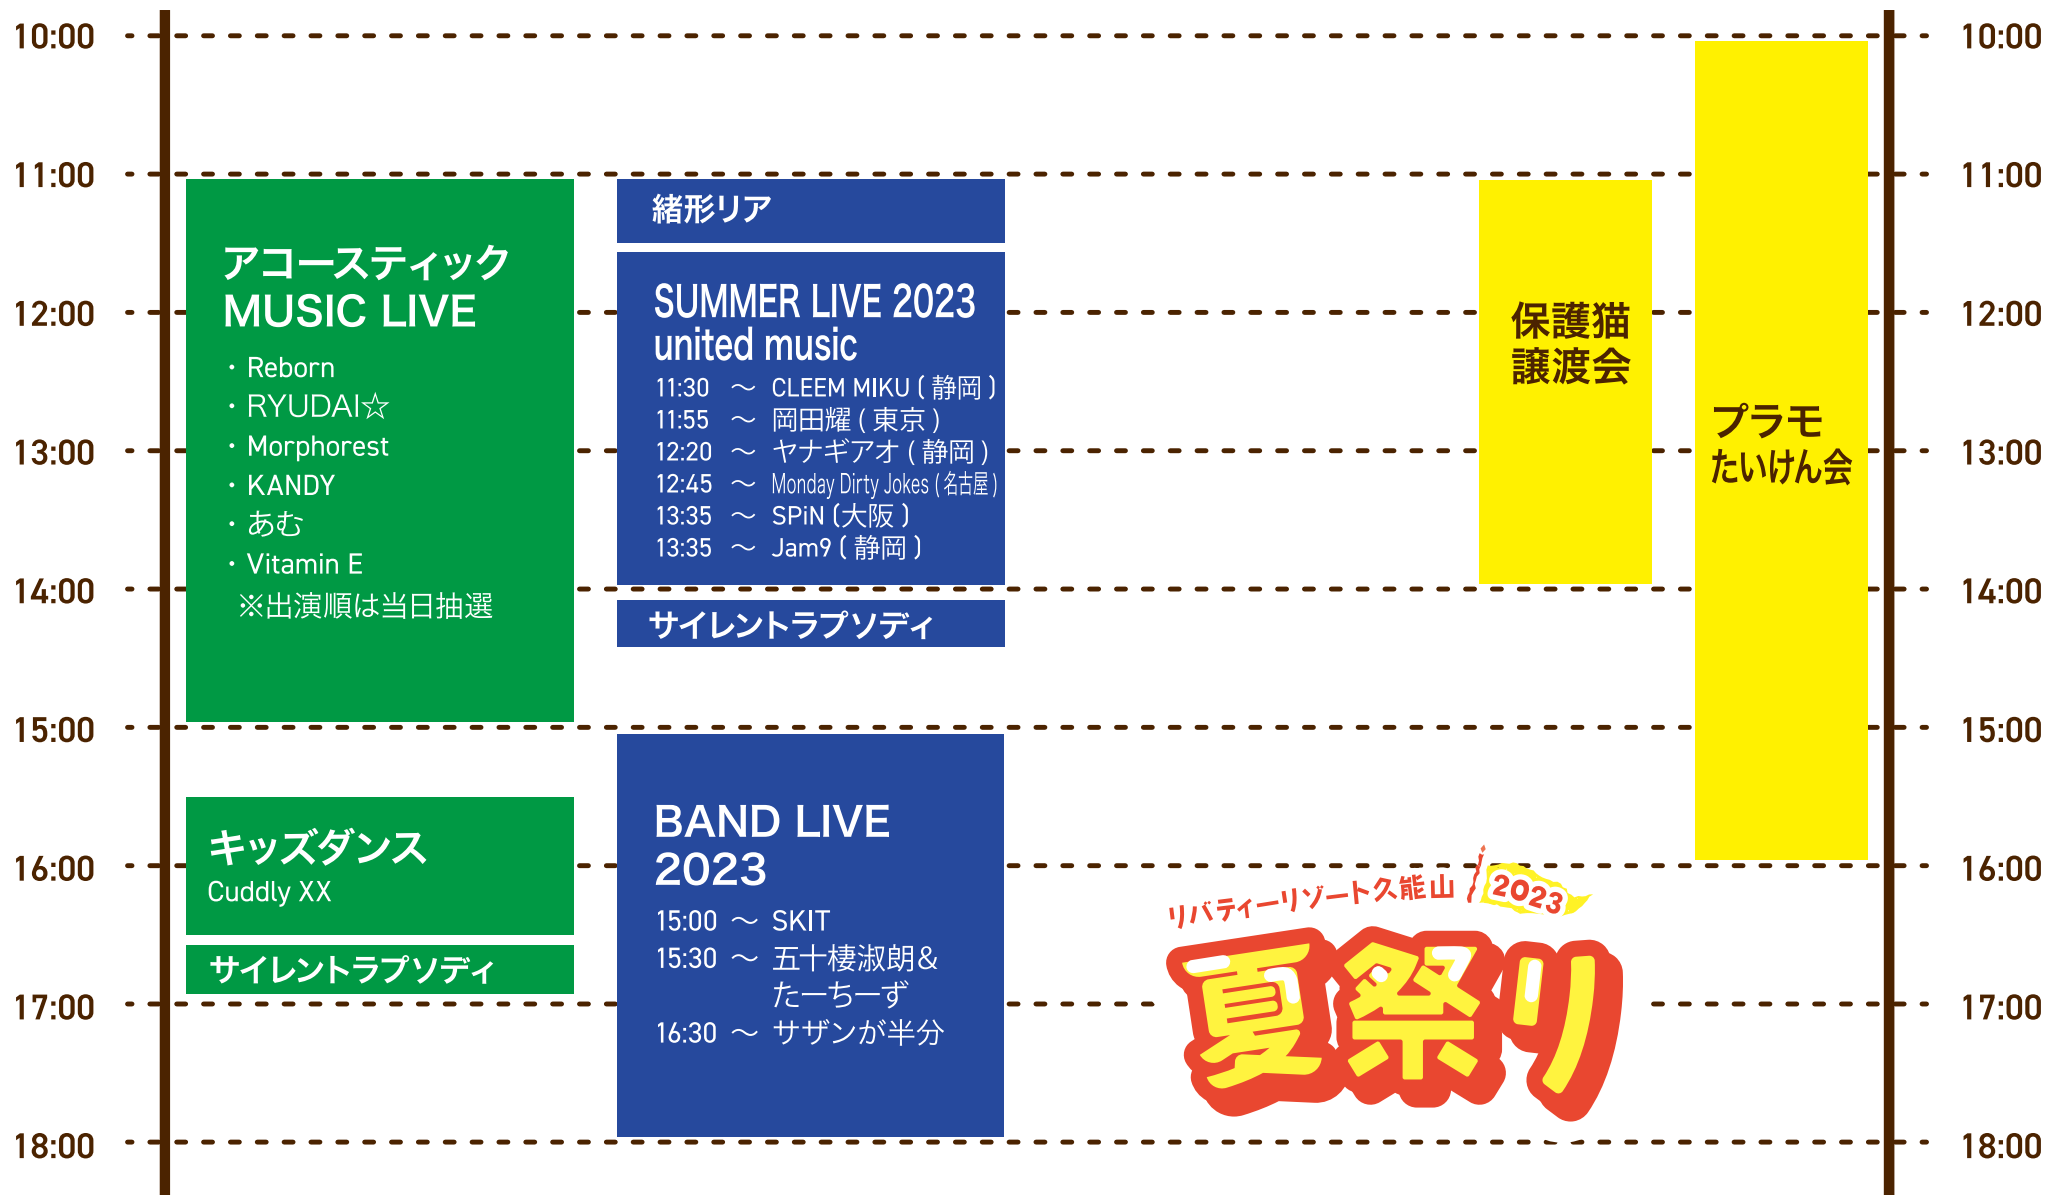 10:00
11:00
12:00
13:00
14:00
15:00
16:00
17:00
18:00
アコースティック
MUSIC LIVE
・Reborn
・RYUDAI☆
・Morphorest
・KANDY
・あむ
・Vitamin E
※出演順は当日抽選
キッズダンス
Cuddly XX
サイレントラプソディ
緒形リア
SUMMER LIVE 2023
united music
11:30 ～ CLEEM MIKU ( 静岡 )
11:55 ～ 岡田耀 ( 東京 )
12:20 ～ ヤナギアオ ( 静岡 )
12:45 ～ Monday Dirty Jokes ( 名古屋 )
13:35 ～ SPiN (大阪 )
13:35 ～ Jam9 ( 静岡 )
サイレントラプソディ
BAND LIVE
2023
15:00 ～ SKIT
15:30 ～ 五十棲淑朗＆
たーちーず
16:30 ～ サザンが半分
保護猫
譲渡会
プラモ
たいけん会
リバティーリゾート久能山
2023
夏祭り
10:00
11:00
12:00
13:00
14:00
15:00
16:00
17:00
18:00